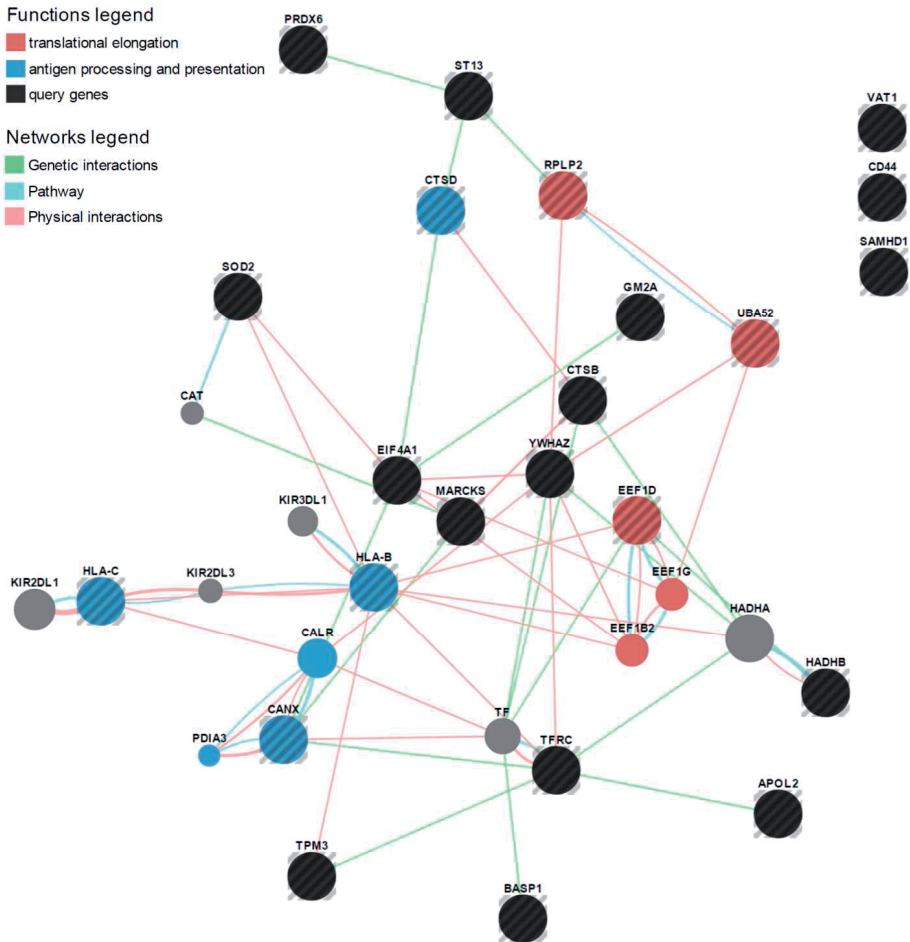 Functions legend
translational elongation
antigen processing and presentation
query genes
Networks legend
Genetic interactions
Pathway
Physical interactions
PRDX6
ST13
VAT1
CTSD
RPLP2
CD44
SAMHD1
SOD2
GM2A
UBA52
CAT
CTSB
EIF4A1
YWHAZ
MARCKS
EEF1D
KIR3DL1
HLA-B
EEF1G
KIR2DL1
HLA-C
KIR2DL3
HADHA
EEF1B2
CALR
HADHB
PDIA3
CANX
TF
TFRC
APOL2
TPM3
BASP1